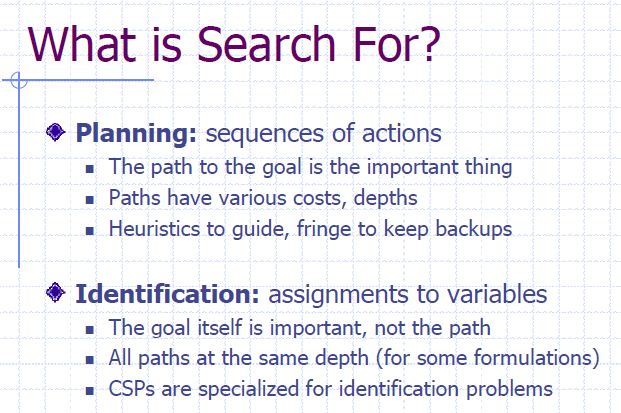 What is Search For?
Planning: sequences of actions
The path to the goal is the important thing
Paths have various costs, depths
Heuristics to guide, fringe to keep backups
Identification: assignments to variables
The goal itself is important, not the path
All paths at the same depth (for some formulations)
CSPs are specialized for identification problems